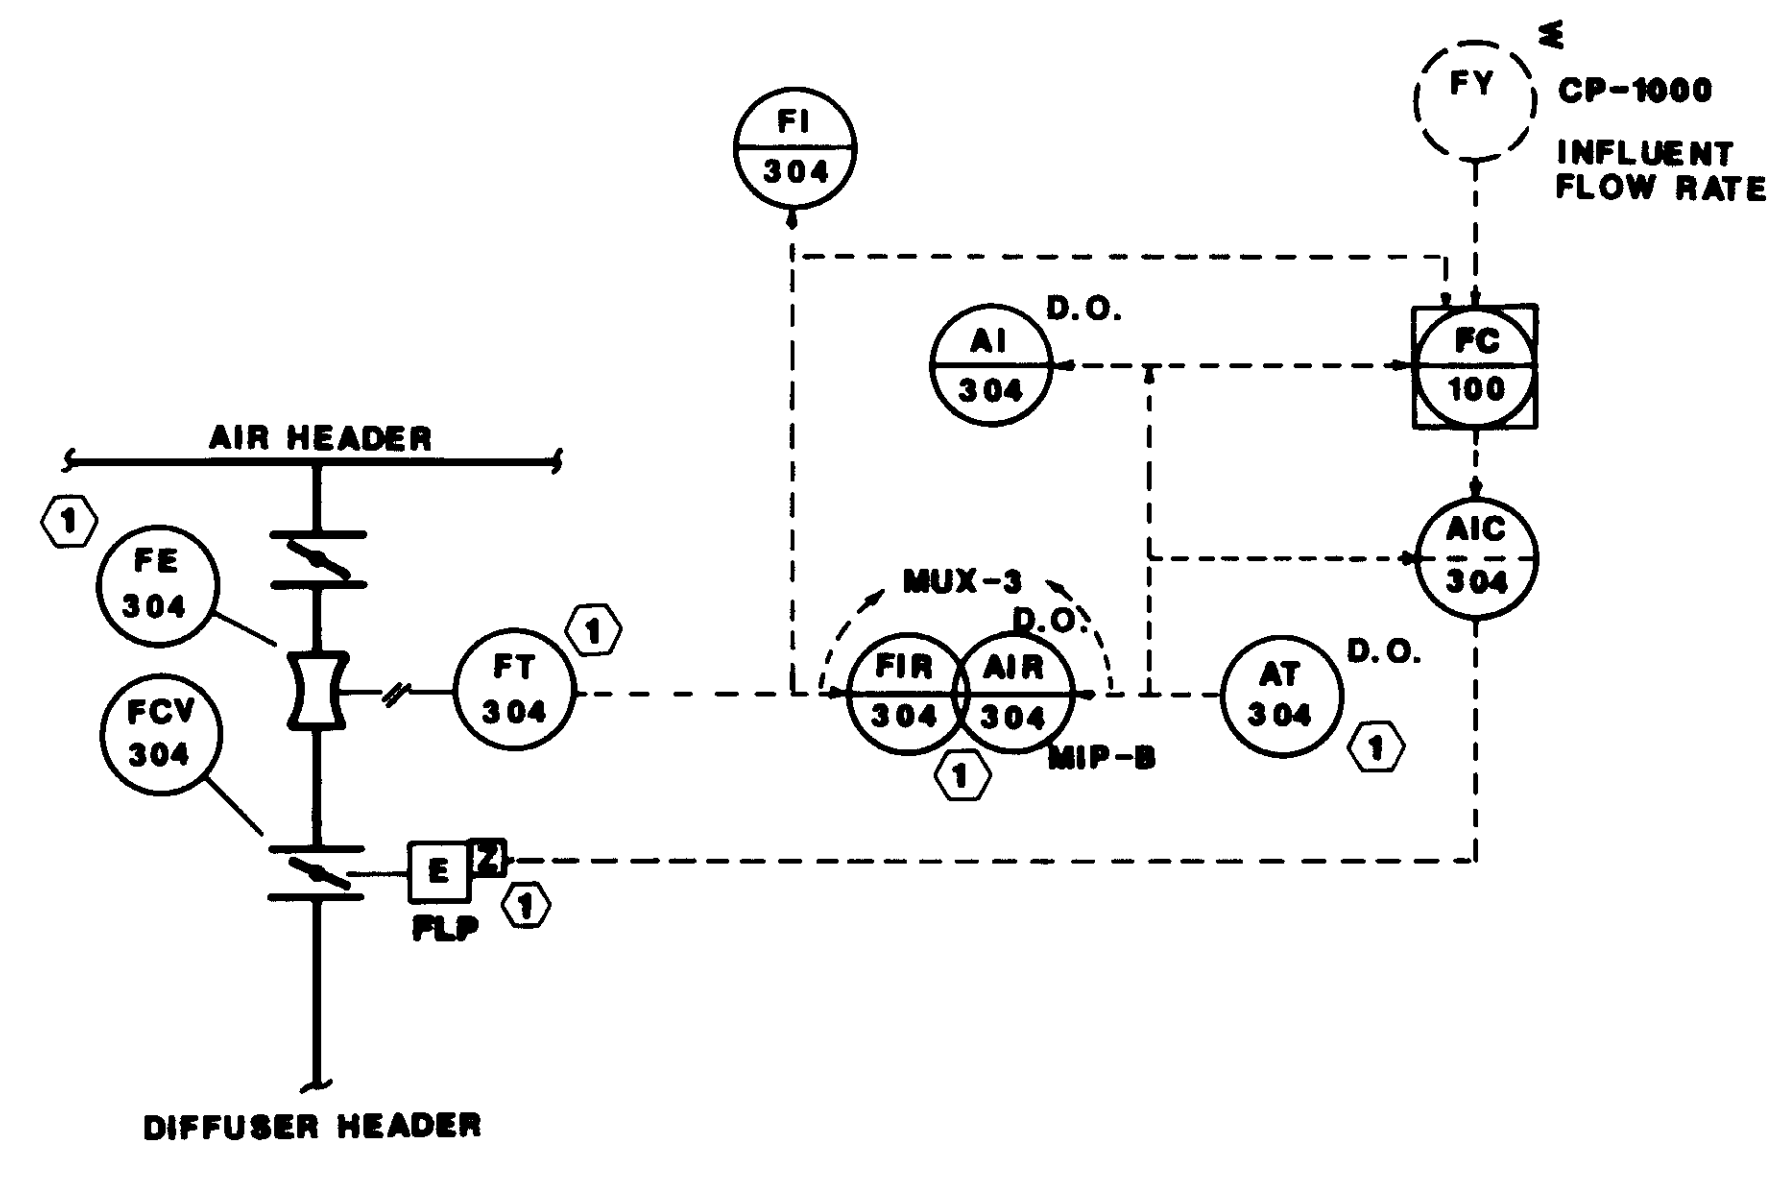 W
FY
CP-1000
INFLUENT
FLOW RATE
FI
304
D.O.
AI
304
FC
100
AIR HEADER
1
FE
304
AIC
304
MUX-3
D.O.
1
FT
304
FIR
304
AIR
304
AT
304
D.O.
FCV
304
1
MIP-B
1
E
Z
FLP
1
DIFFUSER HEADER